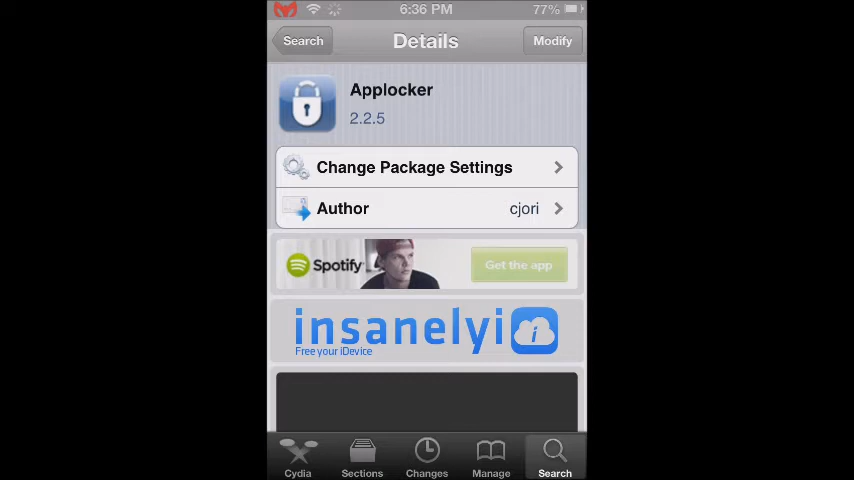 6:36 PM
77%
Search
Details
Modify
Applocker
2.2.5
Change Package Settings
Author
cjori
Spotify
Get the app
insanelyi
i
Free your iDevice
Cydia
Sections
Changes
Manage
Search